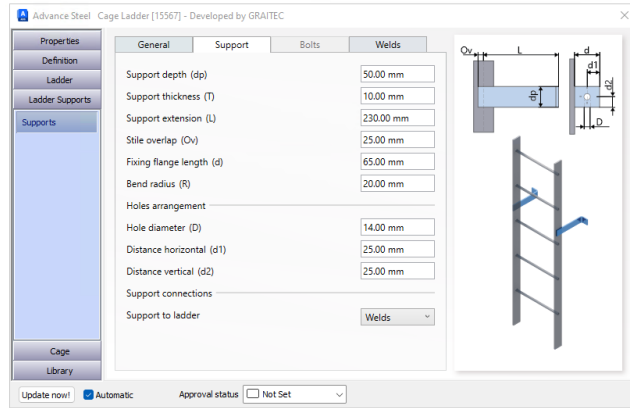 Advance Steel Cage Ladder [15567] - Developed by GRAITEC
Properties
Definition
Ladder
Ladder Supports
Supports
Cage
Library
General Support Bolts Welds
Support depth (dp) 50.00 mm
Support thickness (T) 10.00 mm
Support extension (L) 230.00 mm
Stile overlap (Ov) 25.00 mm
Fixing flange length (d) 65.00 mm
Bend radius (R) 20.00 mm
Holes arrangement
Hole diameter (D) 14.00 mm
Distance horizontal (d1) 25.00 mm
Distance vertical (d2) 25.00 mm
Support connections
Support to ladder Welds
Ov L d
d1
dp d2
D
Update now! Automatic Approval status Not Set